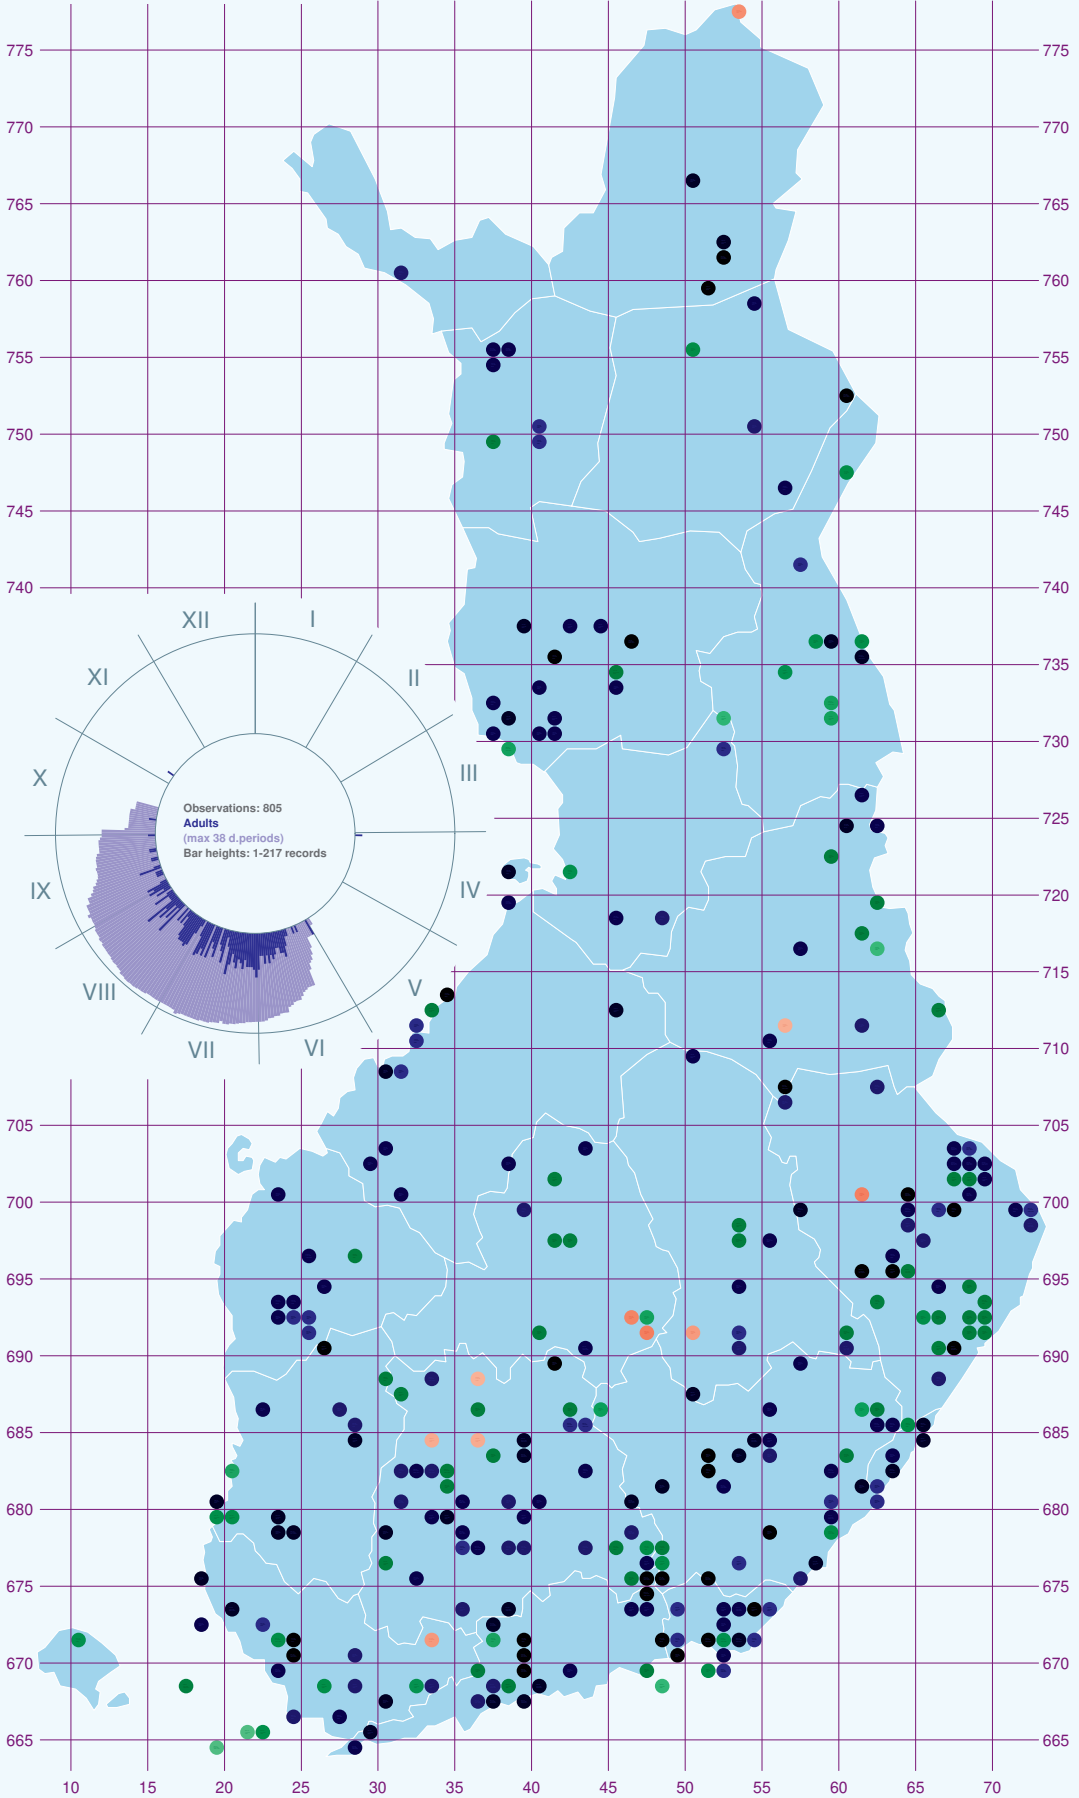 775 775
770 770
765 765
760 760
755 755
750 750
745 745
740 740
XII I
XI II
735 735
X III
730 730
Observations: 805
Adults
(max 38 d.periods)
Bar heights: 1-217 records
725 725
IX IV
720 720
VIII V
715 715
VII VI
710 710
705 705
700 700
695 695
690 690
685 685
680 680
675 675
670 670
665 665
10 15 20 25 30 35 40 45 50 55 60 65 70